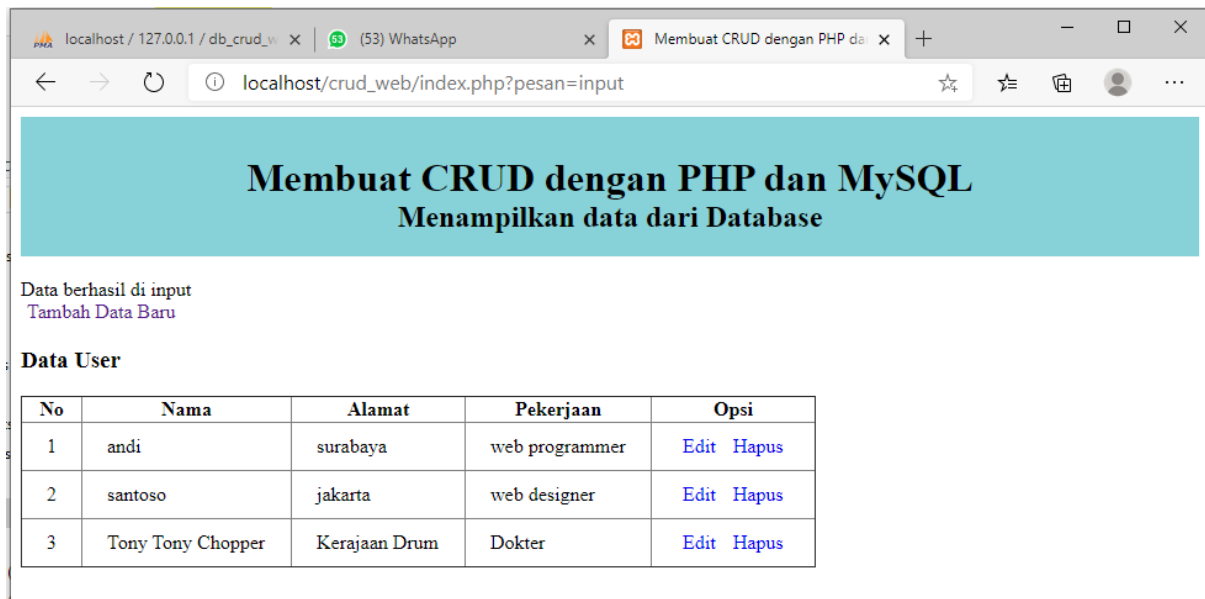 PMA localhost / 127.0.0.1 / db_crud_w
53 (53) WhatsApp
Membuat CRUD dengan PHP da
localhost/crud_web/index.php?pesan=input
Membuat CRUD dengan PHP dan MySQL
Menampilkan data dari Database
Data berhasil di input
Tambah Data Baru
Data User
No Nama Alamat Pekerjaan Opsi
1 andi surabaya web programmer Edit Hapus
2 santoso jakarta web designer Edit Hapus
3 Tony Tony Chopper Kerajaan Drum Dokter Edit Hapus